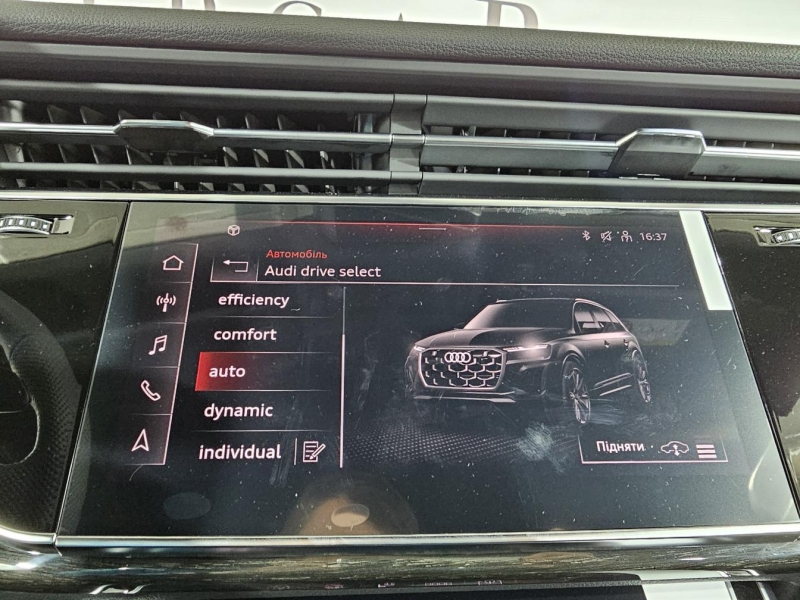 16:37
Автомобіль
Audi drive select
efficiency
comfort
auto
dynamic
individual
Підняти